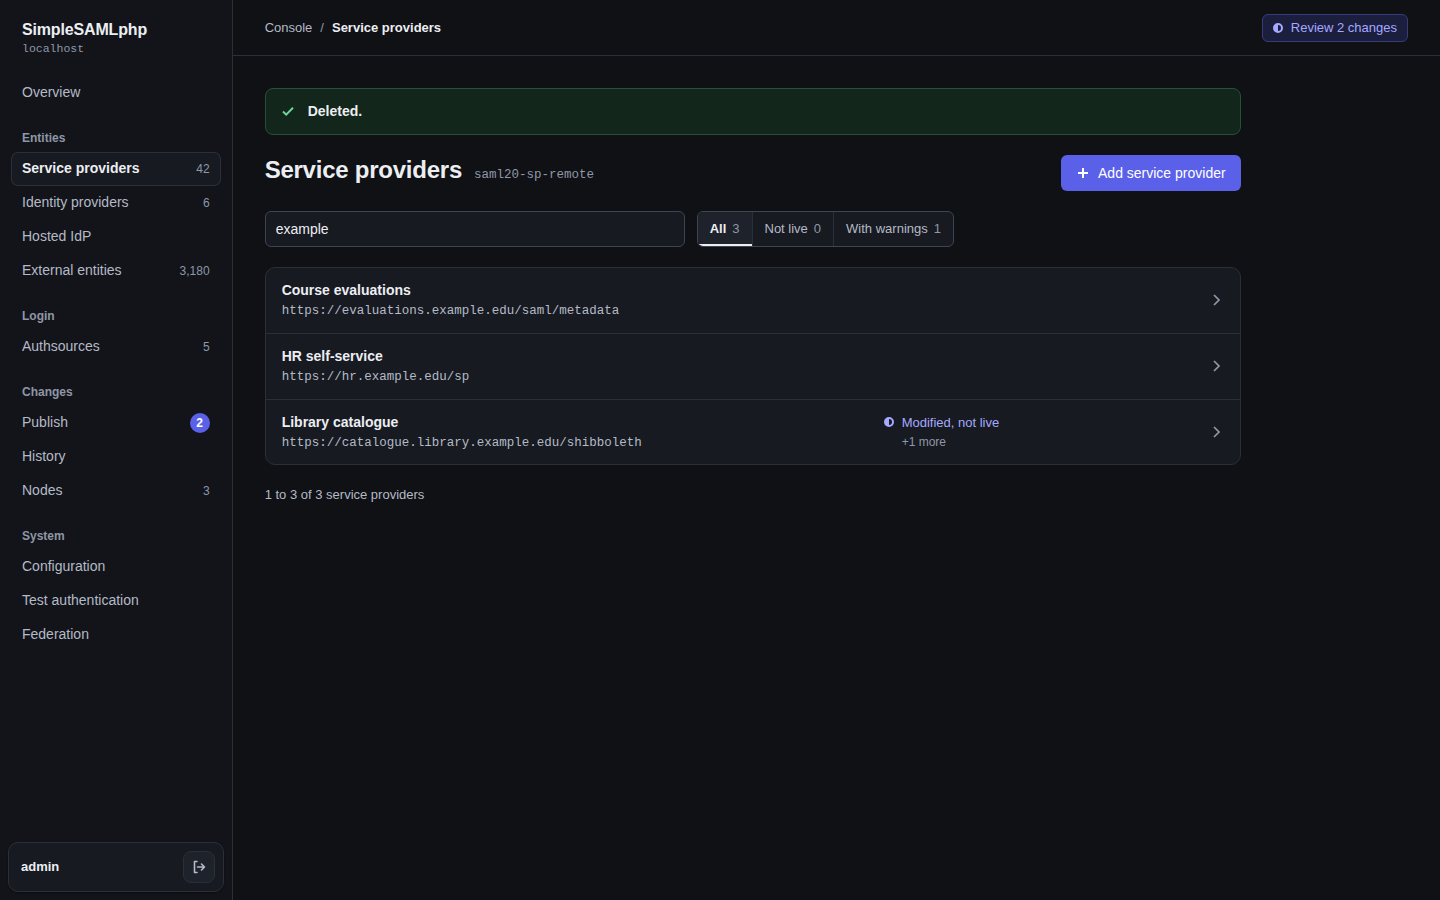 SimpleSAMLphp
localhost
Overview
Entities
Service providers 42
Identity providers 6
Hosted IdP
External entities 3,180
Login
Authsources 5
Changes
Publish 2
History
Nodes 3
System
Configuration
Test authentication
Federation
admin
Console / Service providers
Review 2 changes
Deleted.
Service providers saml20-sp-remote
Add service provider
example
All 3 Not live 0 With warnings 1
Course evaluations
https://evaluations.example.edu/saml/metadata
HR self-service
https://hr.example.edu/sp
Library catalogue
https://catalogue.library.example.edu/shibboleth
Modified, not live
+1 more
1 to 3 of 3 service providers